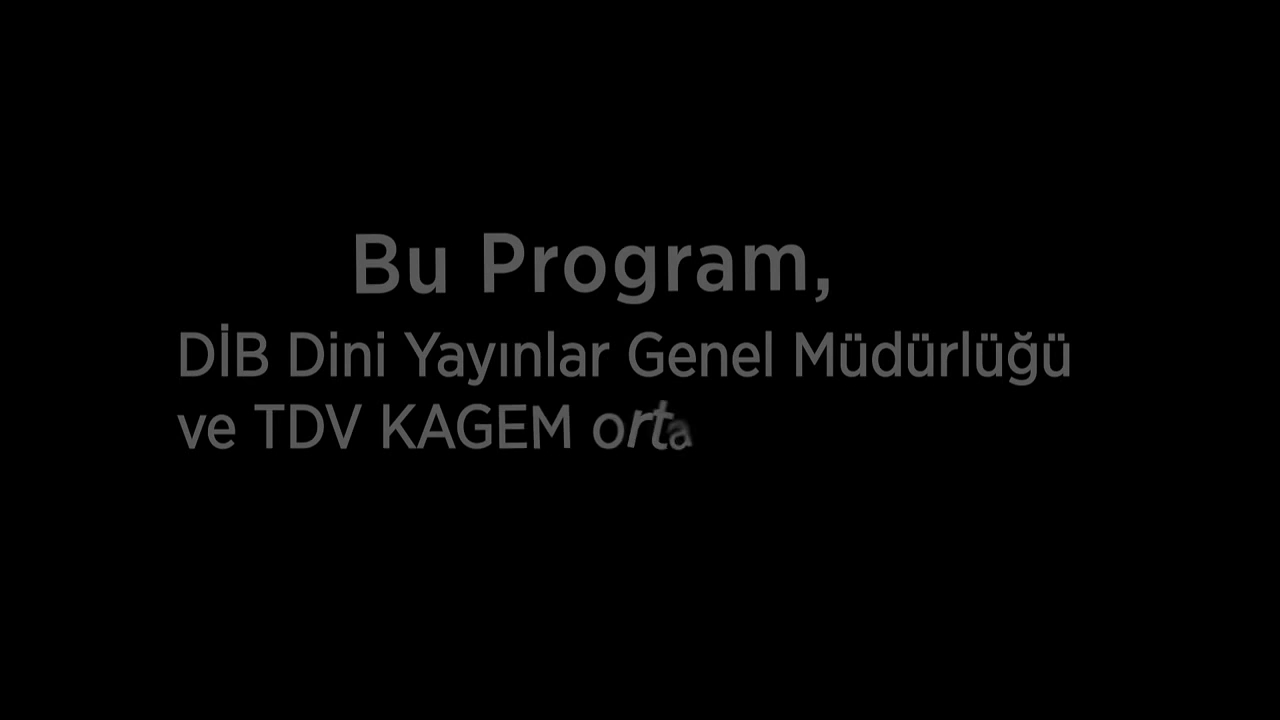 Bu Program,
DİB Dini Yayınlar Genel Müdürlüğü
ve TDV KAGEM orta